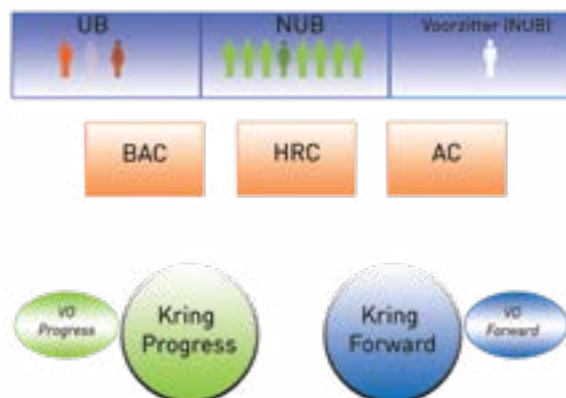 UB
NUB
Voorzitter (NUB)
BAC
HRC
AC
VO
Progress
Kring
Progress
Kring
Forward
VO
Forward